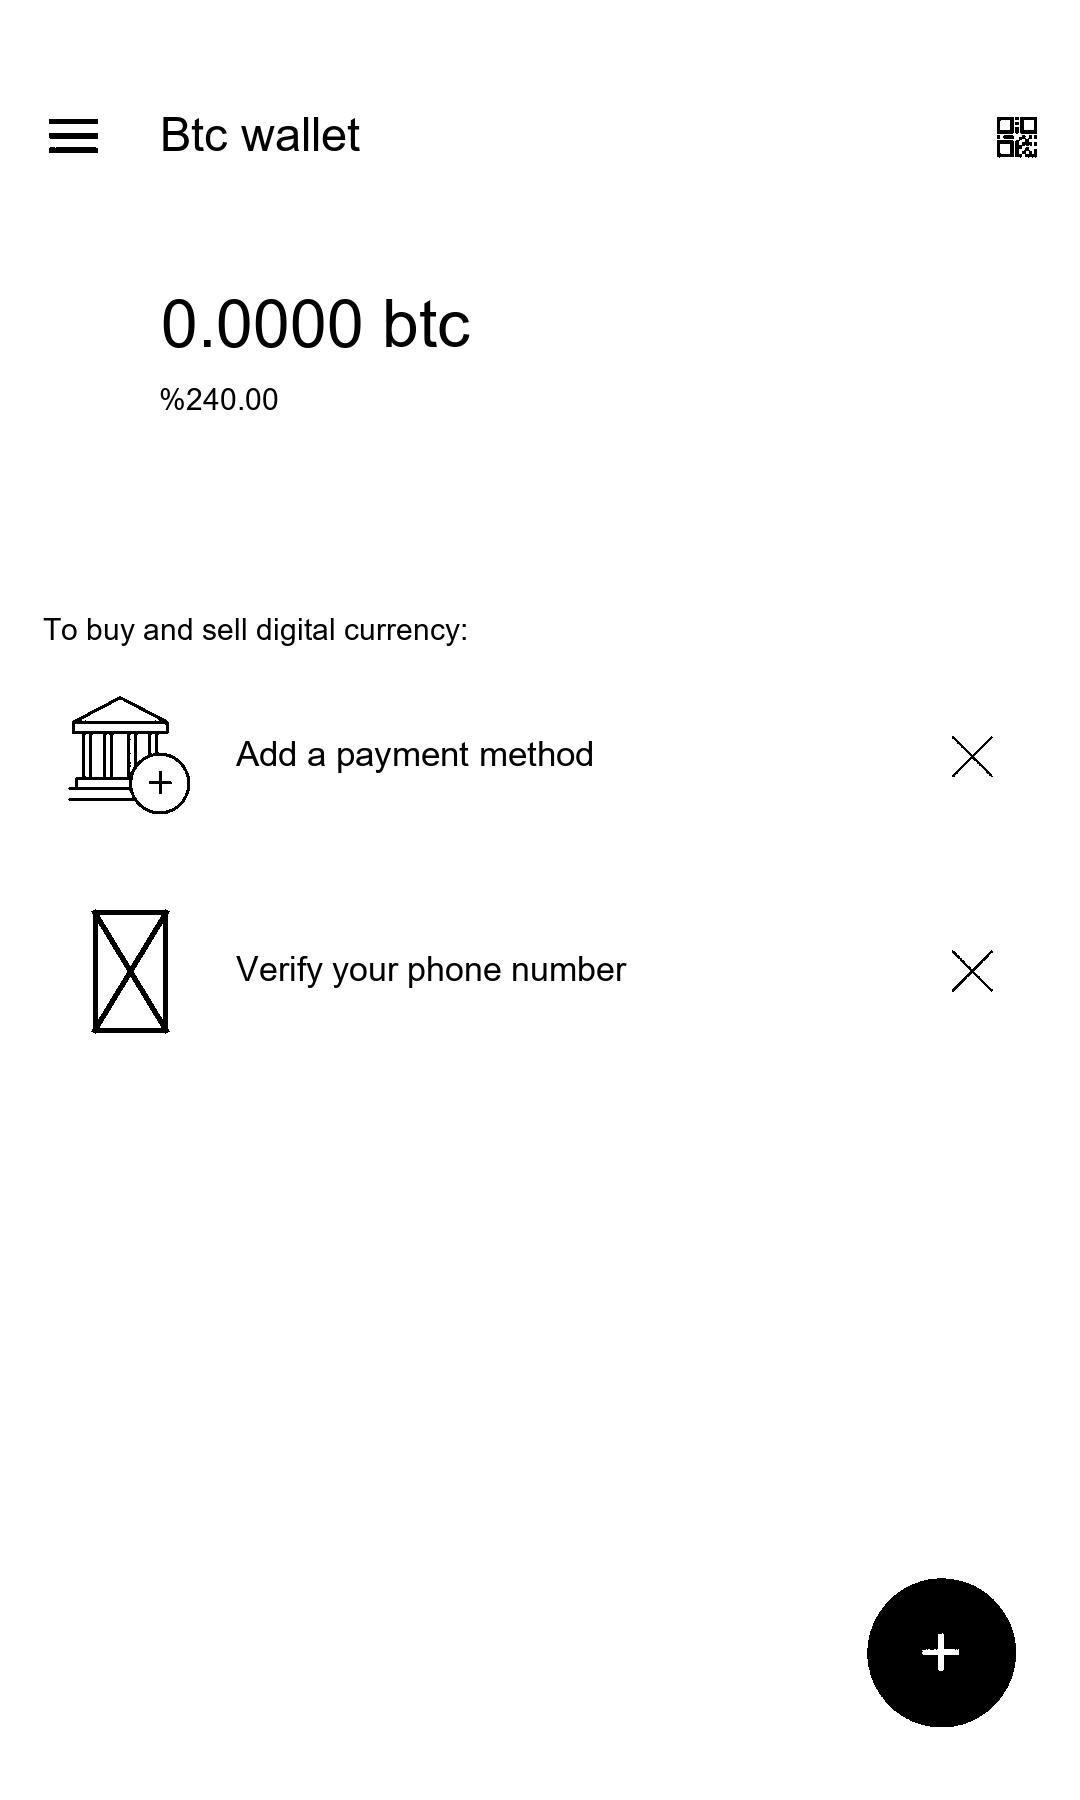 Btc wallet
0.0000 btc
%240.00
To buy and sell digital currency:
Add a payment method
Verify your phone number